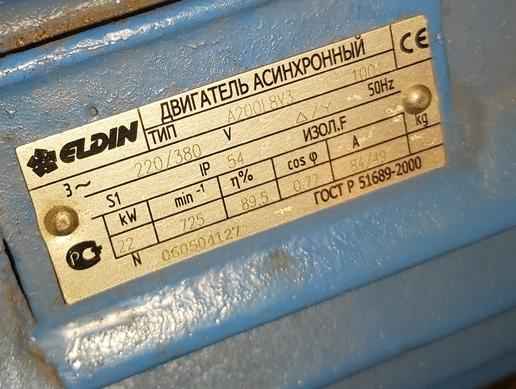 ELDIN
ДВИГАТЕЛЬ АСИНХРОННЫЙ
CE
ТИП A200L8У3 1001
3~ 220/380 V Δ/Y 50Hz
S1 IP 54 ИЗОЛ.F
kW min⁻¹ η% cos φ A kg
22 725 89.5 0.77 84/49
N 060504127 ГОСТ Р 51689-2000